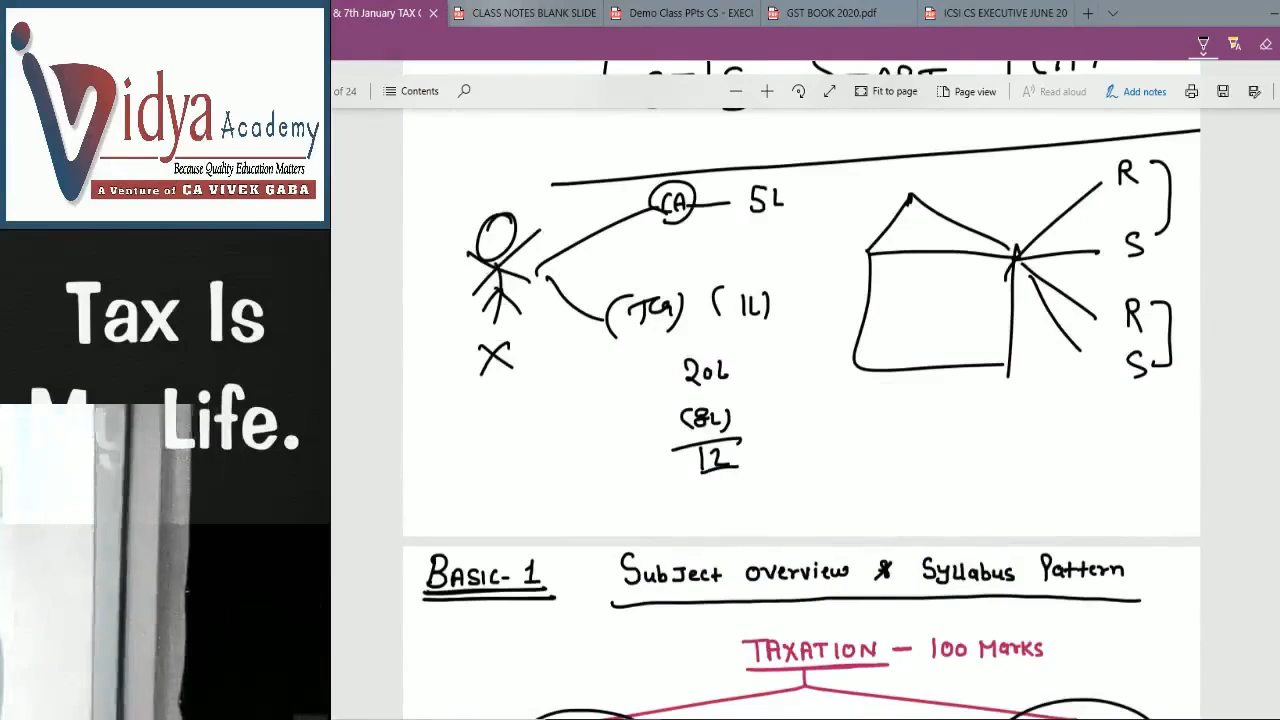 & 7th January TAX C
CLASS NOTES BLANK SLIDE
Demo Class PPts CS - EXECU
GST BOOK 2020.pdf
ICSI CS EXECUTIVE JUNE 20
of 24
Contents
Fit to page
Page view
Read aloud
Add notes
Vidya Academy
Because Quality Education Matters
A Venture of CA VIVEK GABA
Tax Is
Life.
CA 5L
(1L)
20L
(8L)
12
X
R
S
R
S
BASIC-1 Subject overview & Syllabus Pattern
TAXATION - 100 Marks